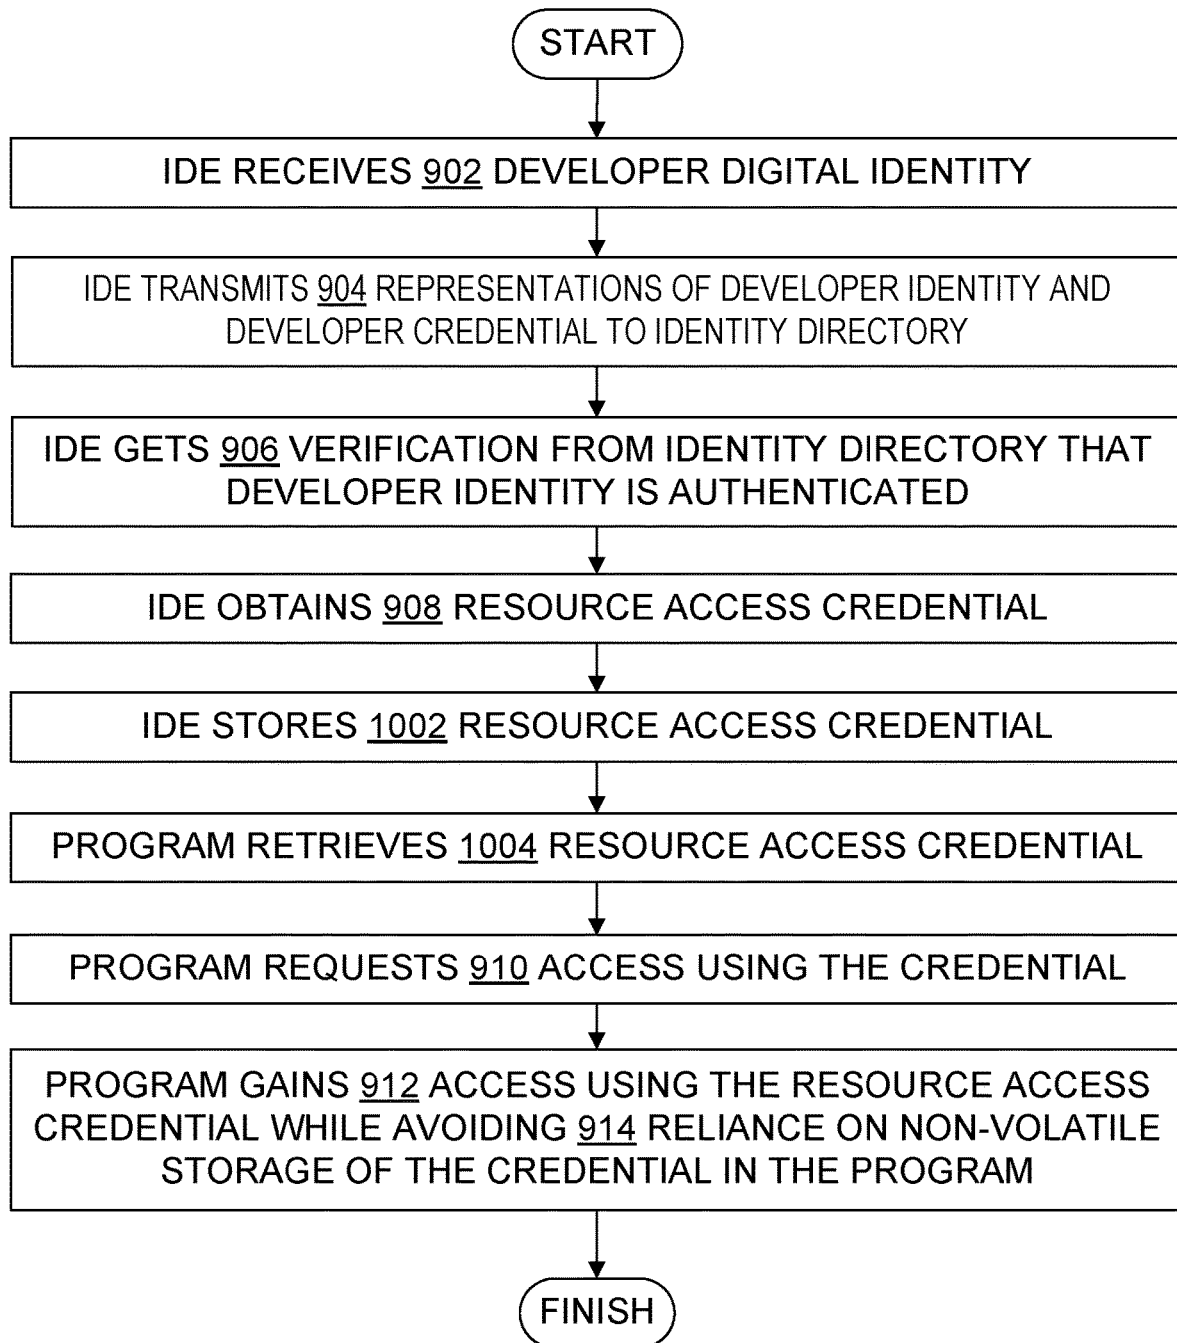 START
IDE RECEIVES 902 DEVELOPER DIGITAL IDENTITY
IDE TRANSMITS 904 REPRESENTATIONS OF DEVELOPER IDENTITY AND
DEVELOPER CREDENTIAL TO IDENTITY DIRECTORY
IDE GETS 906 VERIFICATION FROM IDENTITY DIRECTORY THAT
DEVELOPER IDENTITY IS AUTHENTICATED
IDE OBTAINS 908 RESOURCE ACCESS CREDENTIAL
IDE STORES 1002 RESOURCE ACCESS CREDENTIAL
PROGRAM RETRIEVES 1004 RESOURCE ACCESS CREDENTIAL
PROGRAM REQUESTS 910 ACCESS USING THE CREDENTIAL
PROGRAM GAINS 912 ACCESS USING THE RESOURCE ACCESS
CREDENTIAL WHILE AVOIDING 914 RELIANCE ON NON-VOLATILE
STORAGE OF THE CREDENTIAL IN THE PROGRAM
FINISH